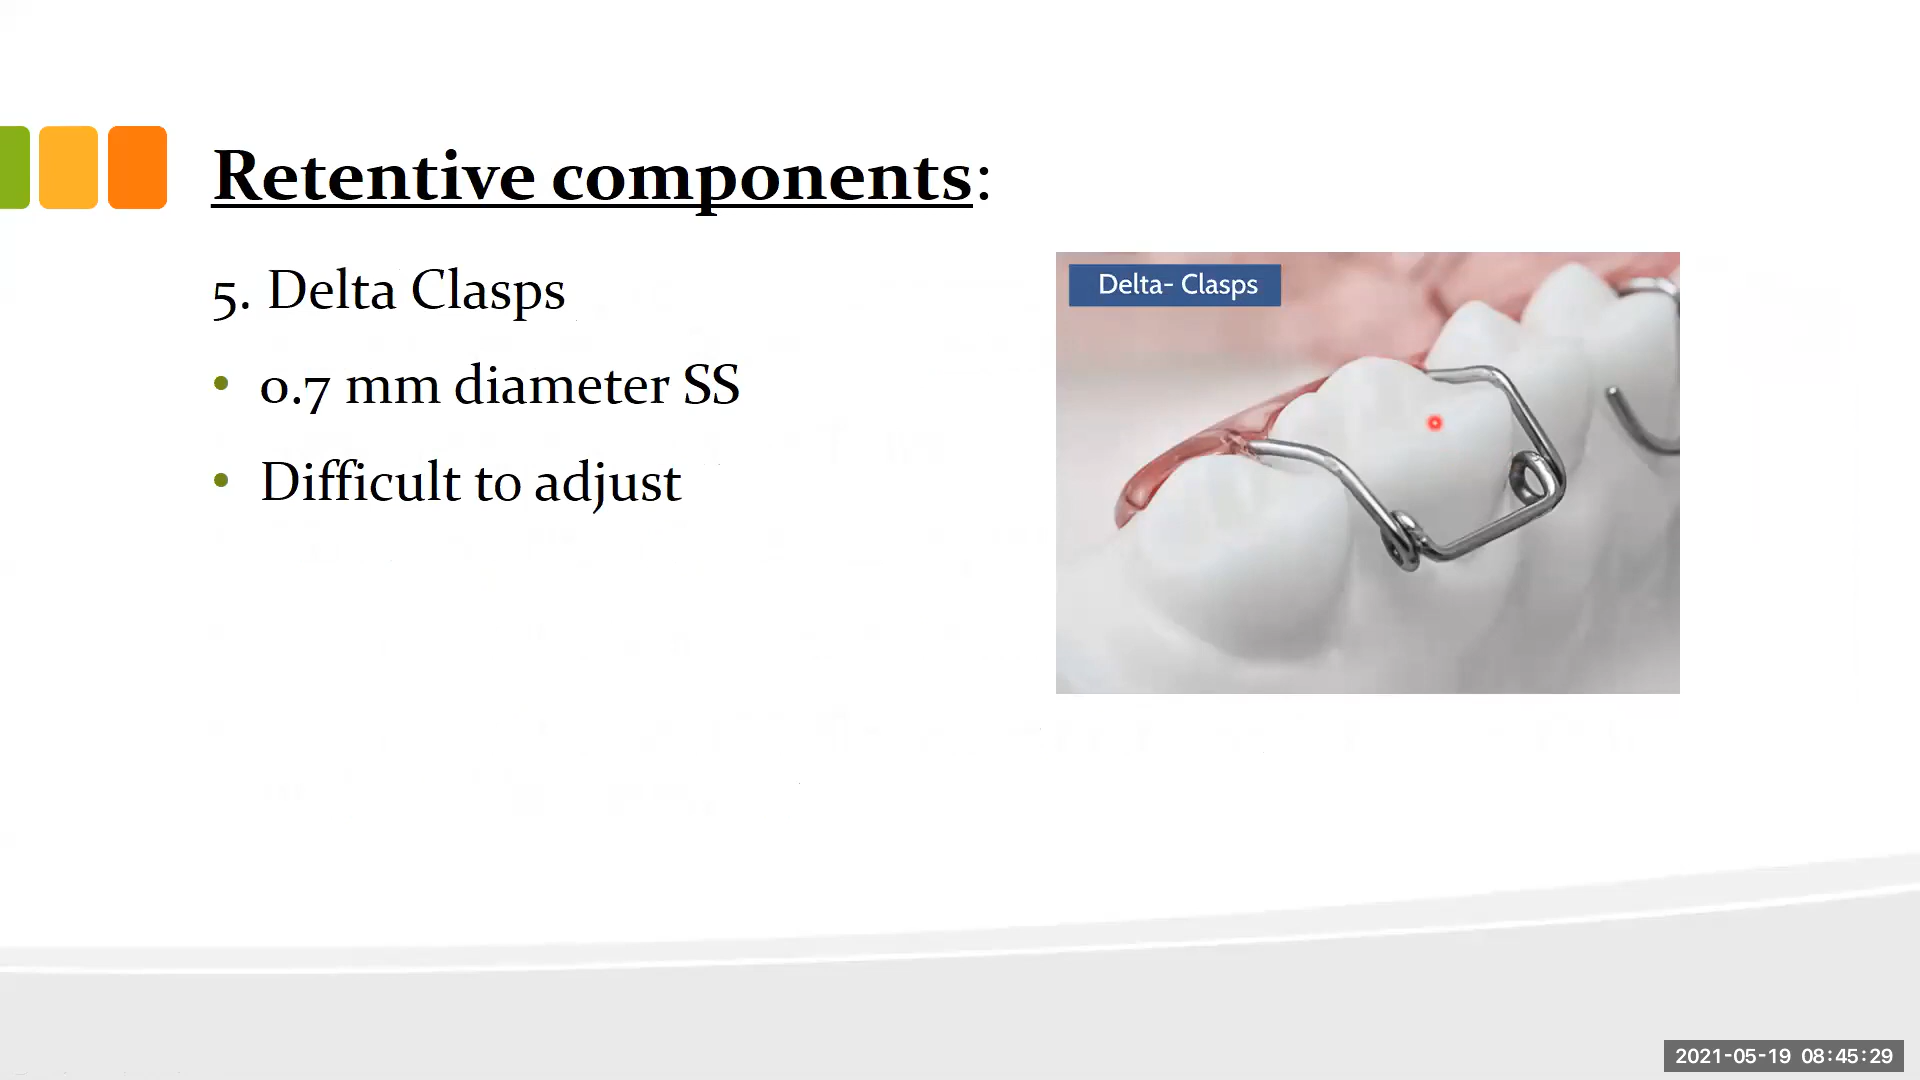 Retentive components:
5. Delta Clasps
• 0.7 mm diameter SS
• Difficult to adjust
Delta- Clasps
2021-05-19 08:45:29